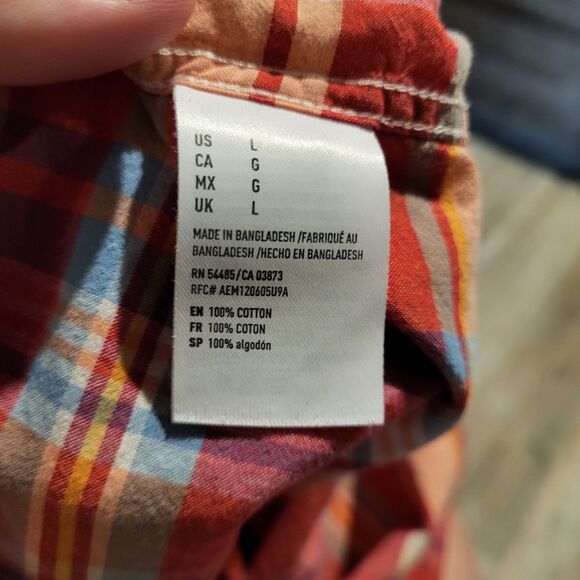 US L
CA G
MX G
UK L
MADE IN BANGLADESH /FABRIQUÉ AU
BANGLADESH /HECHO EN BANGLADESH
RN 54485/CA 03873
RFC# AEM120605U9A
EN 100% COTTON
FR 100% COTON
SP 100% algodón